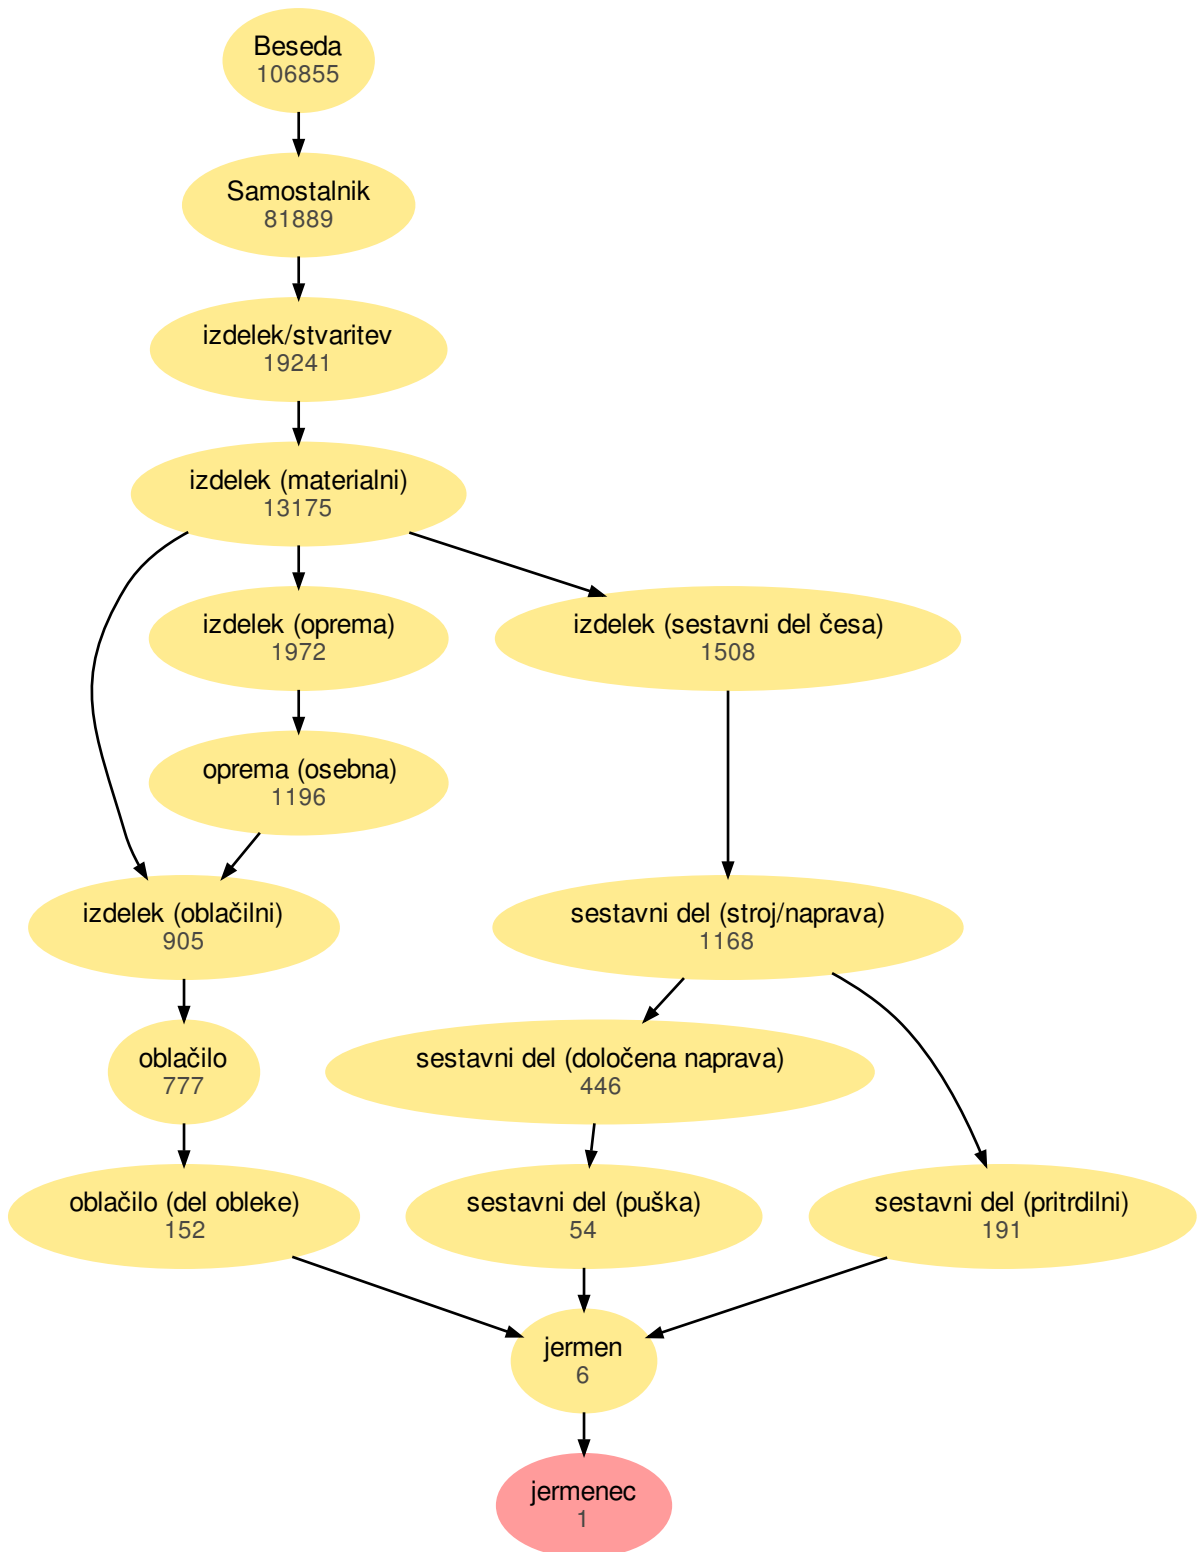 Beseda
106855
Samostalnik
81889
izdelek/stvaritev
19241
izdelek (materialni)
13175
izdelek (oprema)
1972
izdelek (sestavni del česa)
1508
oprema (osebna)
1196
izdelek (oblačilni)
905
sestavni del (stroj/naprava)
1168
oblačilo
777
sestavni del (določena naprava)
446
oblačilo (del obleke)
152
sestavni del (puška)
54
sestavni del (pritrdilni)
191
jermen
6
jermenec
1